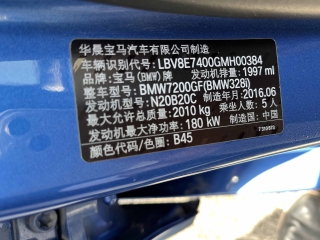 华晨宝马汽车有限公司制造
车辆识别代号: LBV8E7400GMH00384
品牌: 宝马(BMW)牌 发动机排量: 1997 ml
整车型号: BMW7200GF(BMW328i)
发动机型号: N20B20C 制造年月: 2016.06
最大允许总质量: 2010 kg 乘坐人数: 5 人
发动机最大净功率: 180 kW 制造国: 中国
颜色代码/色圈: B45